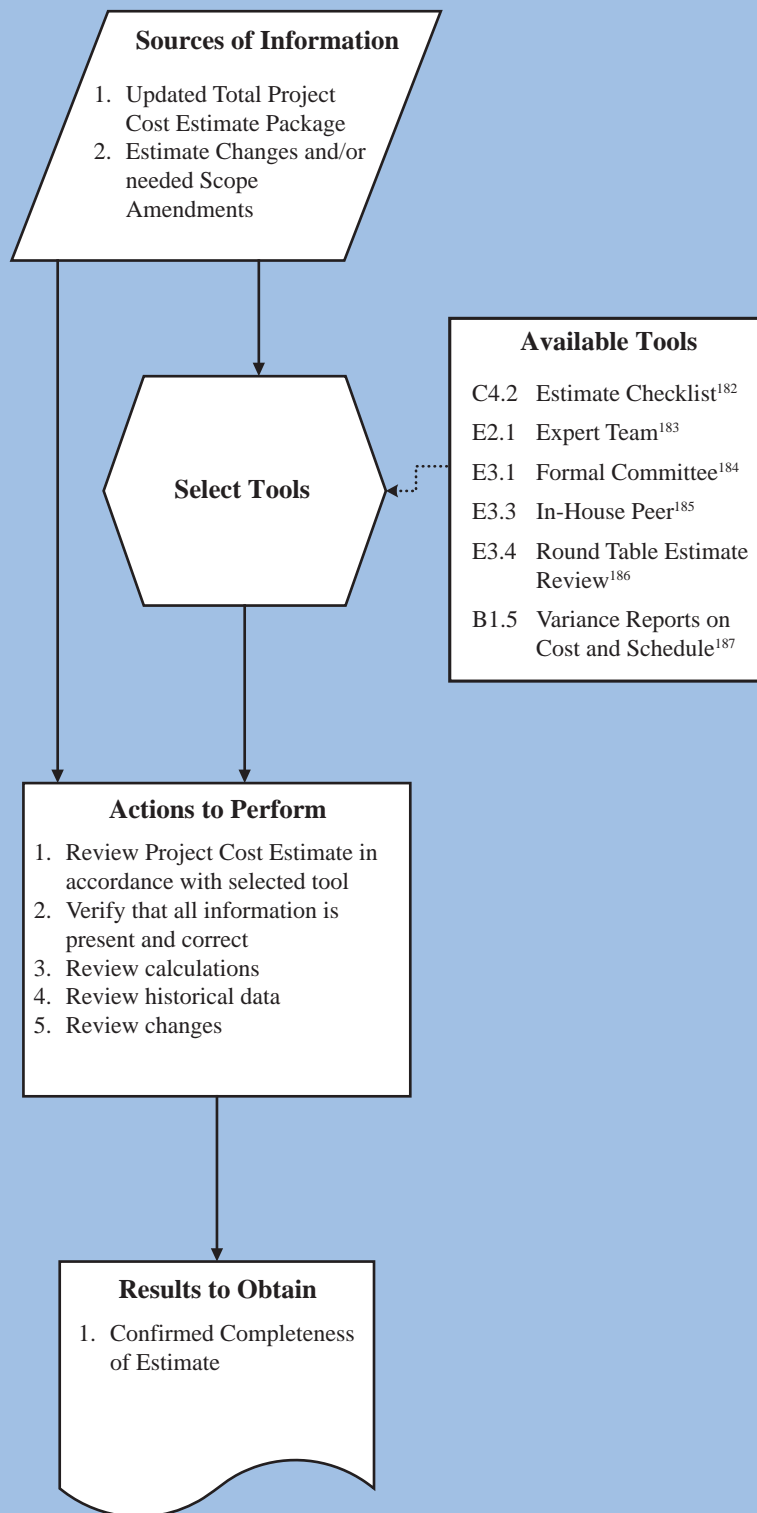 Sources of Information
1. Updated Total Project
Cost Estimate Package
2. Estimate Changes and/or
needed Scope
Amendments
Select Tools
Available Tools
C4.2 Estimate Checklist182
E2.1 Expert Team183
E3.1 Formal Committee184
E3.3 In-House Peer185
E3.4 Round Table Estimate
Review186
B1.5 Variance Reports on
Cost and Schedule187
Actions to Perform
1. Review Project Cost Estimate in
accordance with selected tool
2. Verify that all information is
present and correct
3. Review calculations
4. Review historical data
5. Review changes
Results to Obtain
1. Confirmed Completeness
of Estimate